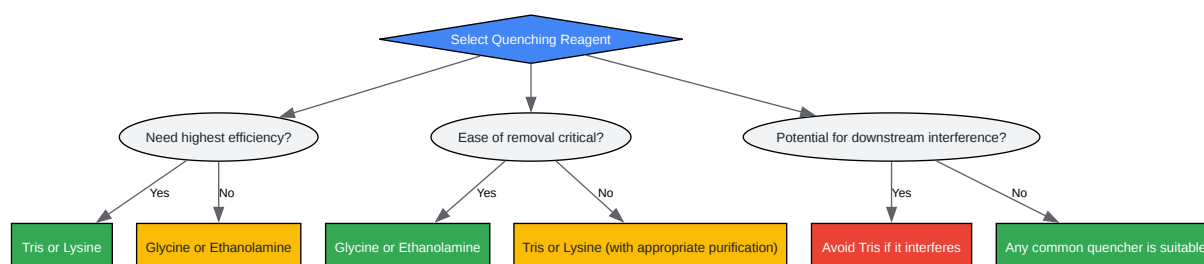 Select Quenching Reagent
Need highest efficiency?
Ease of removal critical?
Potential for downstream interference?
Yes
No
Yes
No
Yes
No
Tris or Lysine
Glycine or Ethanolamine
Glycine or Ethanolamine
Tris or Lysine (with appropriate purification)
Avoid Tris if it interferes
Any common quencher is suitable